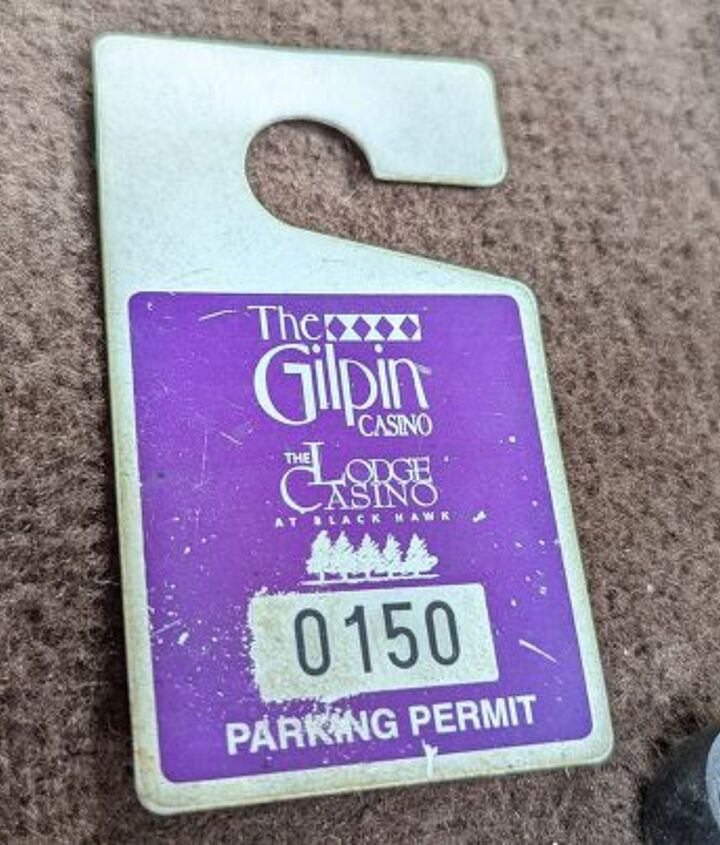 The
Gilpin
CASINO
THE LODGE
CASINO
AT BLACK HAWK
0150
PARKING PERMIT